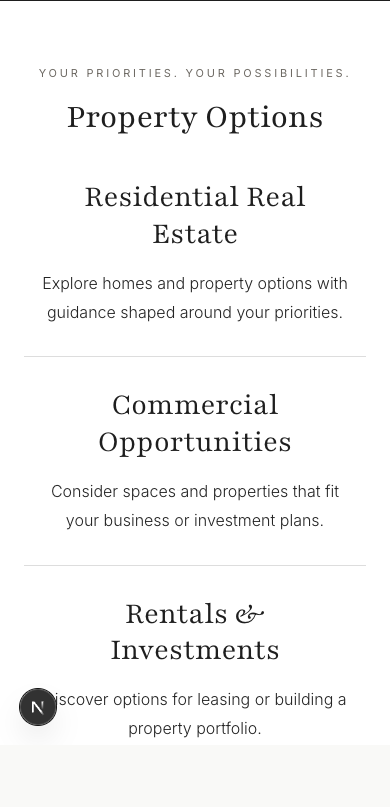 YOUR PRIORITIES. YOUR POSSIBILITIES.
Property Options
Residential Real
Estate
Explore homes and property options with
guidance shaped around your priorities.
Commercial
Opportunities
Consider spaces and properties that fit
your business or investment plans.
Rentals &
Investments
N
iscover options for leasing or building a
property portfolio.